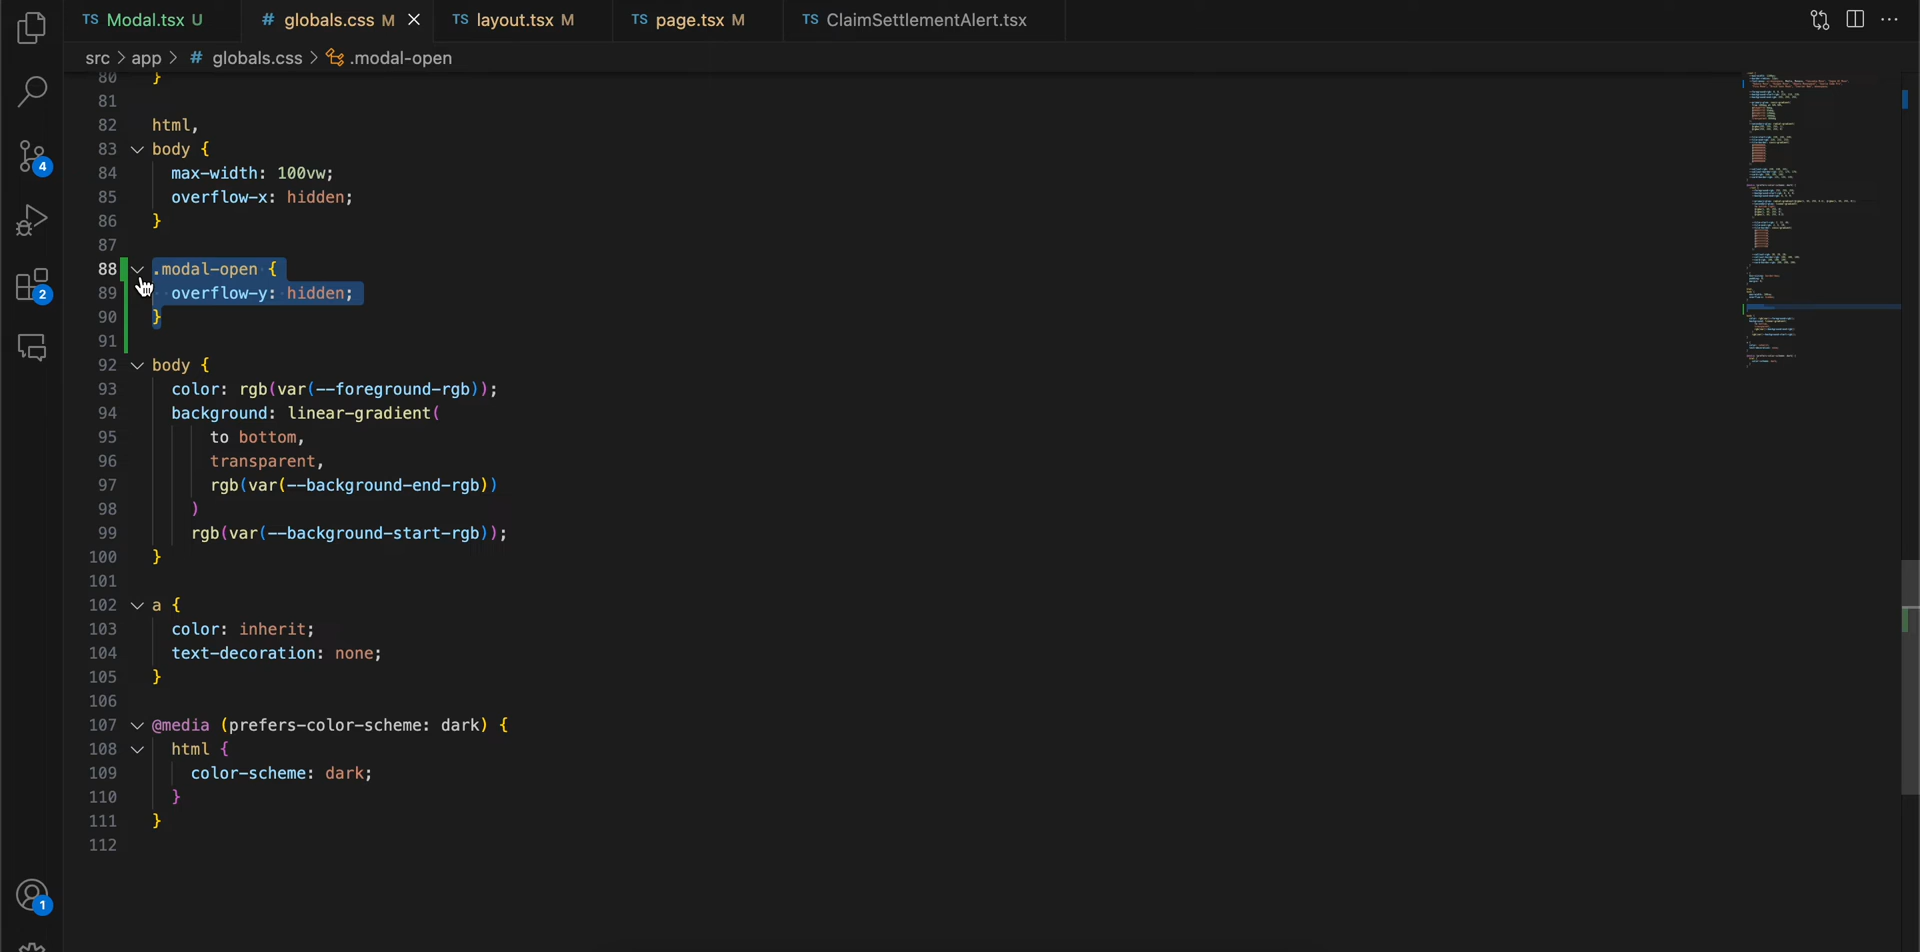 TS Modal.tsx U # globals.css M × TS layout.tsx M TS page.tsx M TS ClaimSettlementAlert.tsx
src > app > # globals.css > .modal-open
80 }
81
82 html,
83 body {
84 max-width: 100vw;
85 overflow-x: hidden;
86 }
87
88 .modal-open {
89 overflow-y: hidden;
90 }
91
92 body {
93 color: rgb(var(--foreground-rgb));
94 background: linear-gradient(
95 to bottom,
96 transparent,
97 rgb(var(--background-end-rgb))
98 )
99 rgb(var(--background-start-rgb));
100 }
101
102 a {
103 color: inherit;
104 text-decoration: none;
105 }
106
107 @media (prefers-color-scheme: dark) {
108 html {
109 color-scheme: dark;
110 }
111 }
112
4
2
1